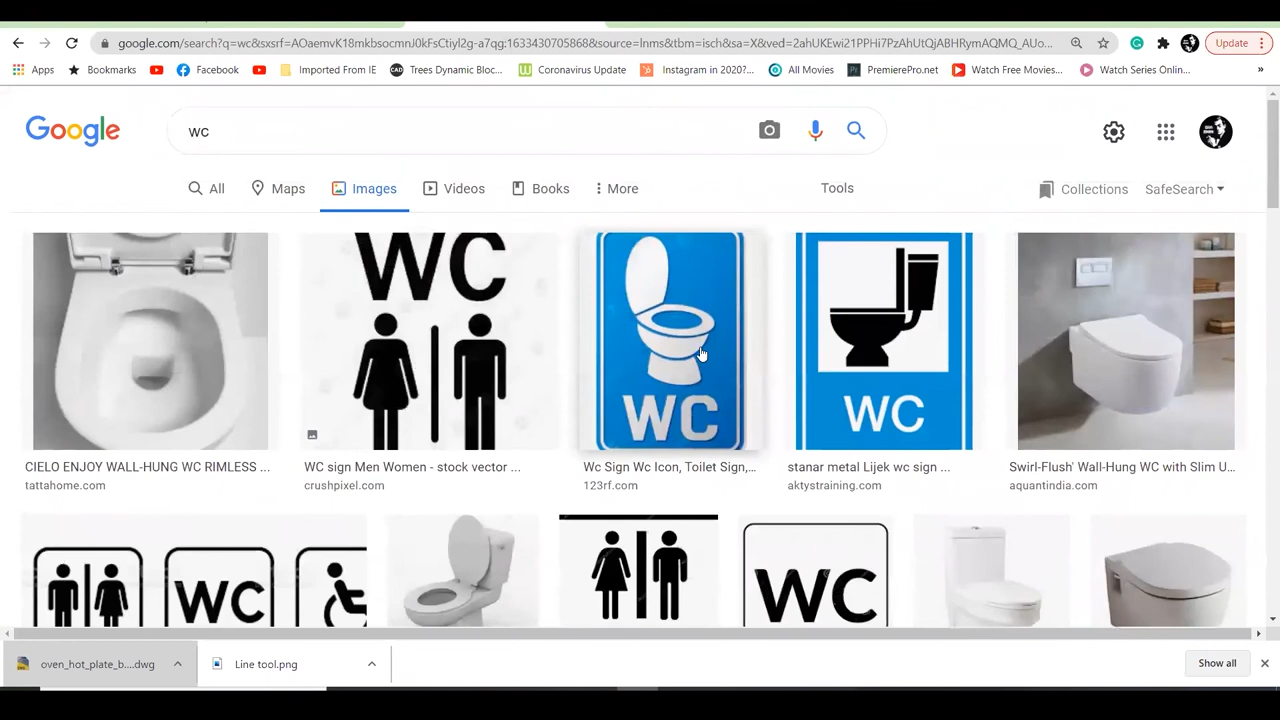 google.com/search?q=wc&sxsrf=AOaemvK18mkbsocmnJ0kFsCtiyl2g-z7qg:1633430705868&source=lnms&tbm=isch&sa=X&ved=2ahUKEwi21PPHi7PzAhUtQjABHRymAQMQ_AUo...
Update
Apps
Bookmarks
Facebook
Imported From IE
CAD
Trees Dynamic Bloc...
Coronavirus Update
Instagram in 2020?...
All Movies
Pr
PremierePro.net
Watch Free Movies...
Watch Series Onlin...
»
Google
wc
All
Maps
Images
Videos
Books
More
Tools
Collections
SafeSearch
WC
WC
WC
CIELO ENJOY WALL-HUNG WC RIMLESS ...
tattahome.com
WC sign Men Women - stock vector ...
crushpixel.com
Wc Sign Wc Icon, Toilet Sign,...
123rf.com
stanar metal Lijek wc sign ...
aktystraining.com
Swirl-Flush' Wall-Hung WC with Slim U...
aquantindia.com
WC
WC
oven_hot_plate_b....dwg
Line tool.png
Show all